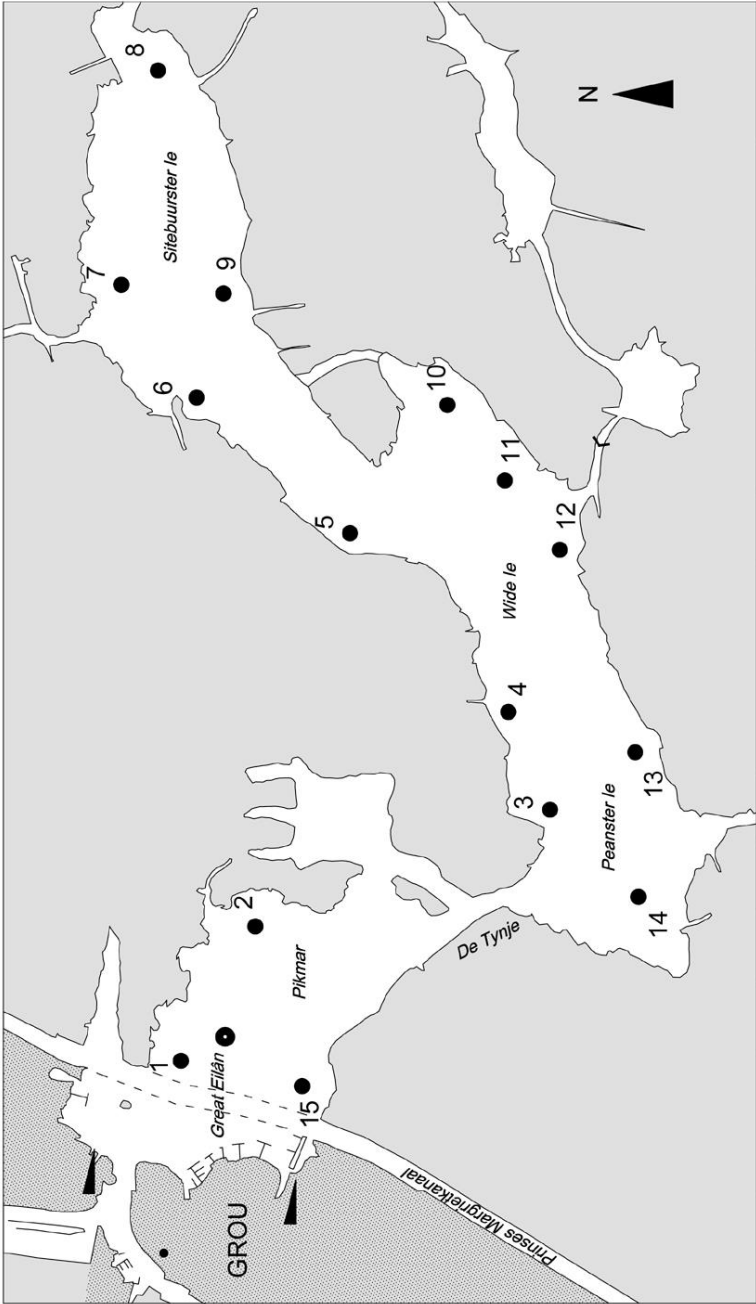 8
N
Sitebuurster Ie
7
9
6
10
11
5
12
Wide Ie
4
3
13
Peanster Ie
2
14
De Tynje
Pikmar
1
Great Eilân
15
GROU
Prinses Margrietkanaal